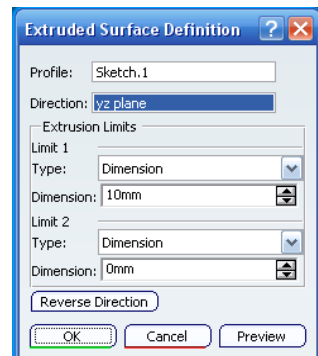 Extruded Surface Definition ?
Profile: Sketch.1
Direction: yz plane
Extrusion Limits
Limit 1
Type: Dimension
Dimension: 10mm
Limit 2
Type: Dimension
Dimension: 0mm
Reverse Direction
OK Cancel Preview